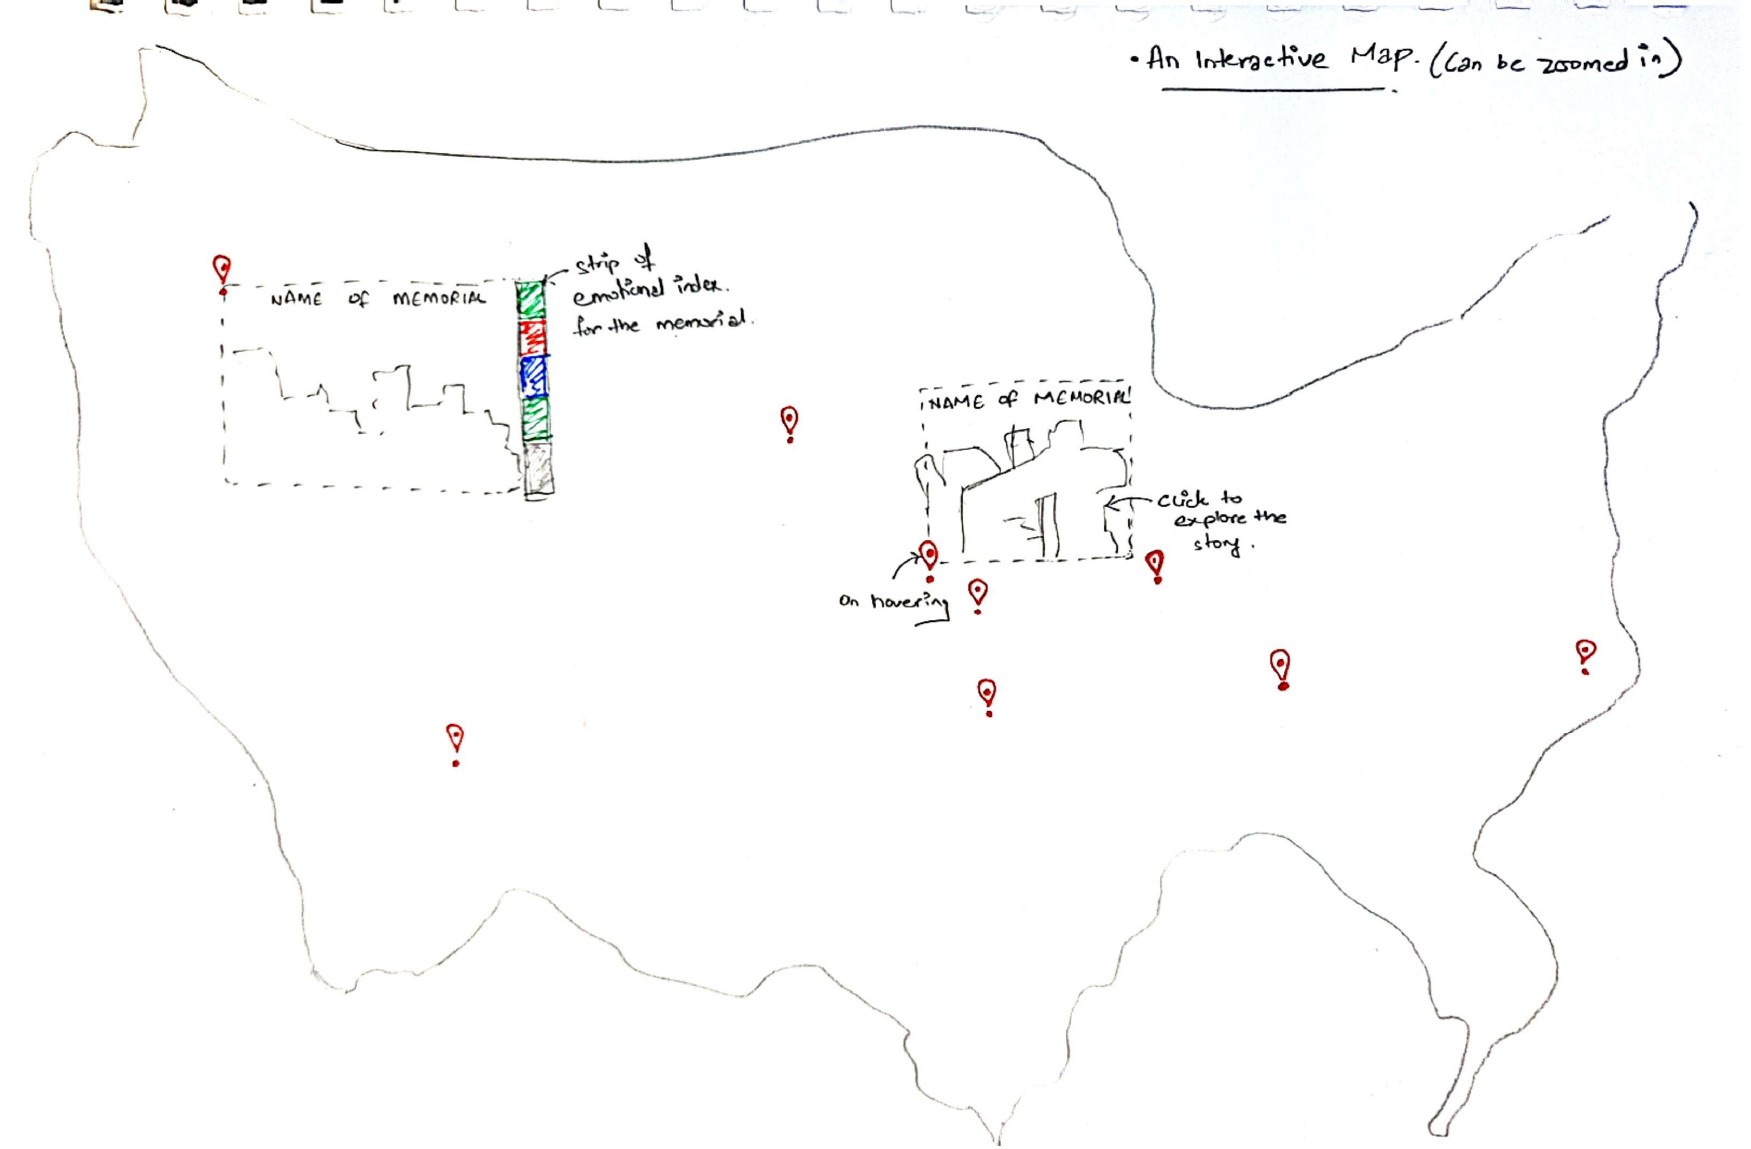 • An Interactive Map. (Can be zoomed in)
NAME OF MEMORIAL
strip of
emotional index.
for the memorial.
NAME OF MEMORIAL
click to
explore the
story.
On hovering